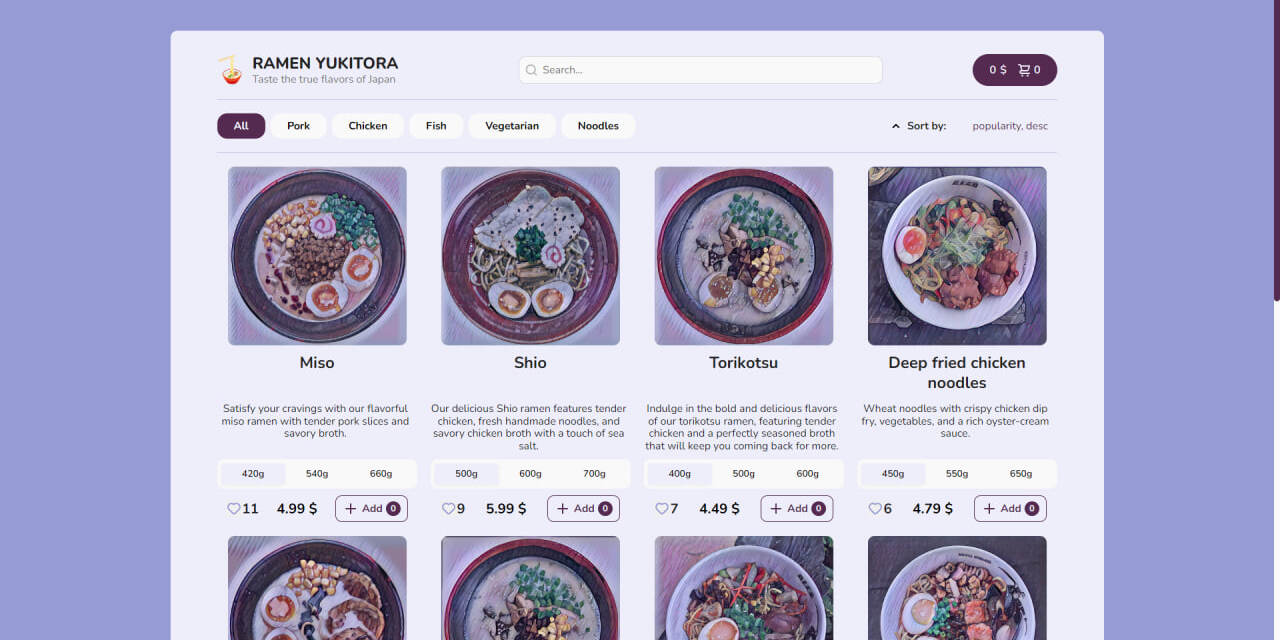 RAMEN YUKITORA
Taste the true flavors of Japan
Search...
0 $ 0
All Pork Chicken Fish Vegetarian Noodles
Sort by: popularity, desc
Miso
Satisfy your cravings with our flavorful
miso ramen with tender pork slices and
savory broth.
420g 540g 660g
11 4.99 $ + Add 0
Shio
Our delicious Shio ramen features tender
chicken, fresh handmade noodles, and
savory chicken broth with a touch of sea
salt.
500g 600g 700g
9 5.99 $ + Add 0
Torikotsu
Indulge in the bold and delicious flavors
of our torikotsu ramen, featuring tender
chicken and a perfectly seasoned broth
that will keep you coming back for more.
400g 500g 600g
7 4.49 $ + Add 0
Deep fried chicken
noodles
Wheat noodles with crispy chicken dip
fry, vegetables, and a rich oyster-cream
sauce.
450g 550g 650g
6 4.79 $ + Add 0